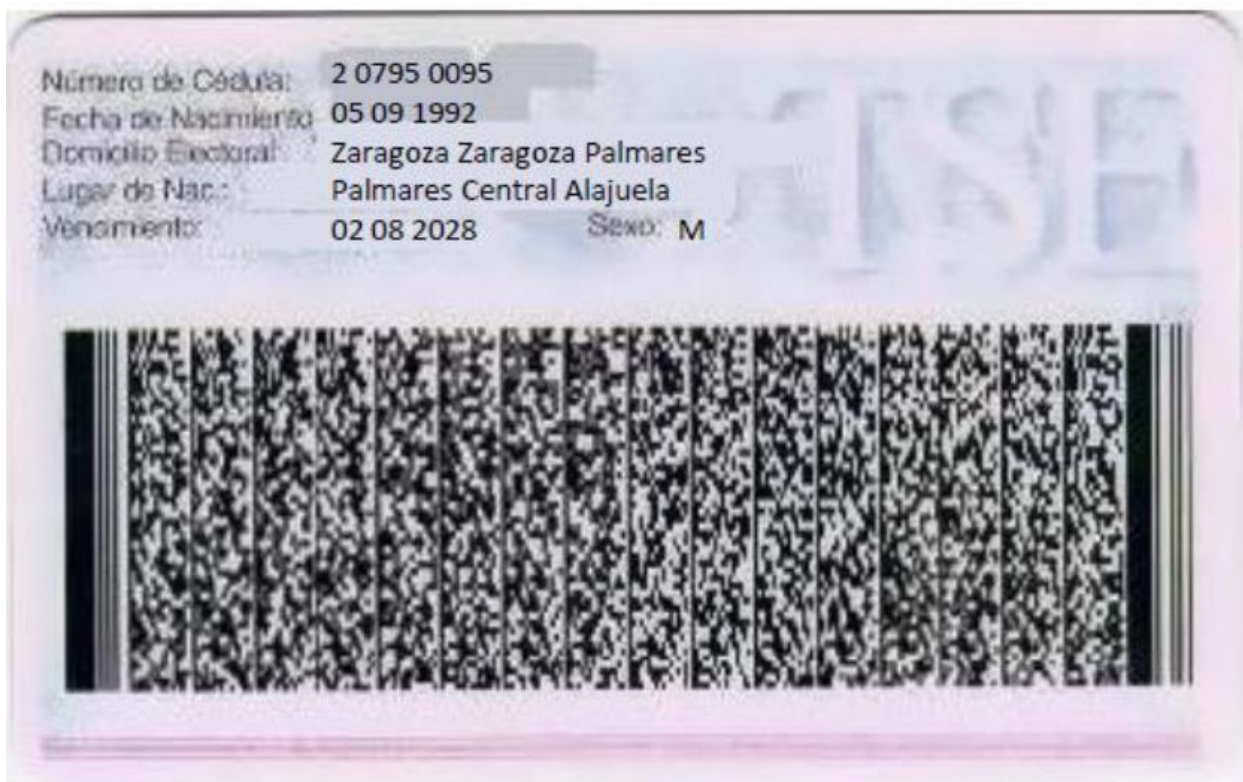 Número de Cédula: 2 0795 0095
Fecha de Nacimiento 05 09 1992
Domicilio Electoral: Zaragoza Zaragoza Palmares
Lugar de Nac.: Palmares Central Alajuela
Vencimiento: 02 08 2028 Sexo: M
TSE